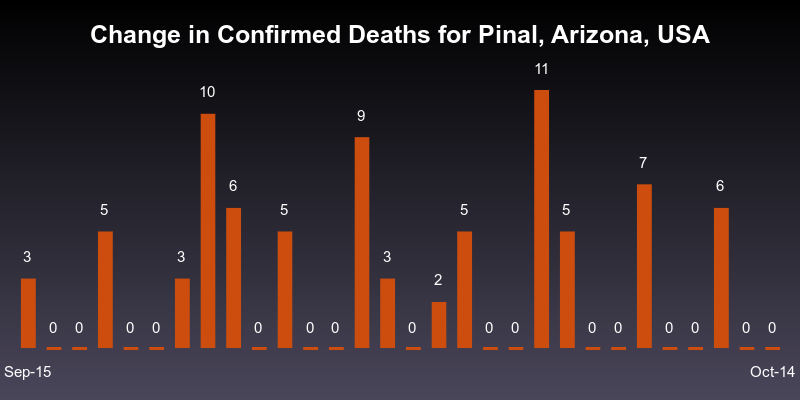 Change in Confirmed Deaths for Pinal, Arizona, USA
3 0 0 5 0 0 3 10 6 0 5 0 0 9 3 0 2 5 0 0 11 5 0 0 7 0 0 6 0 0
Sep-15 Oct-14